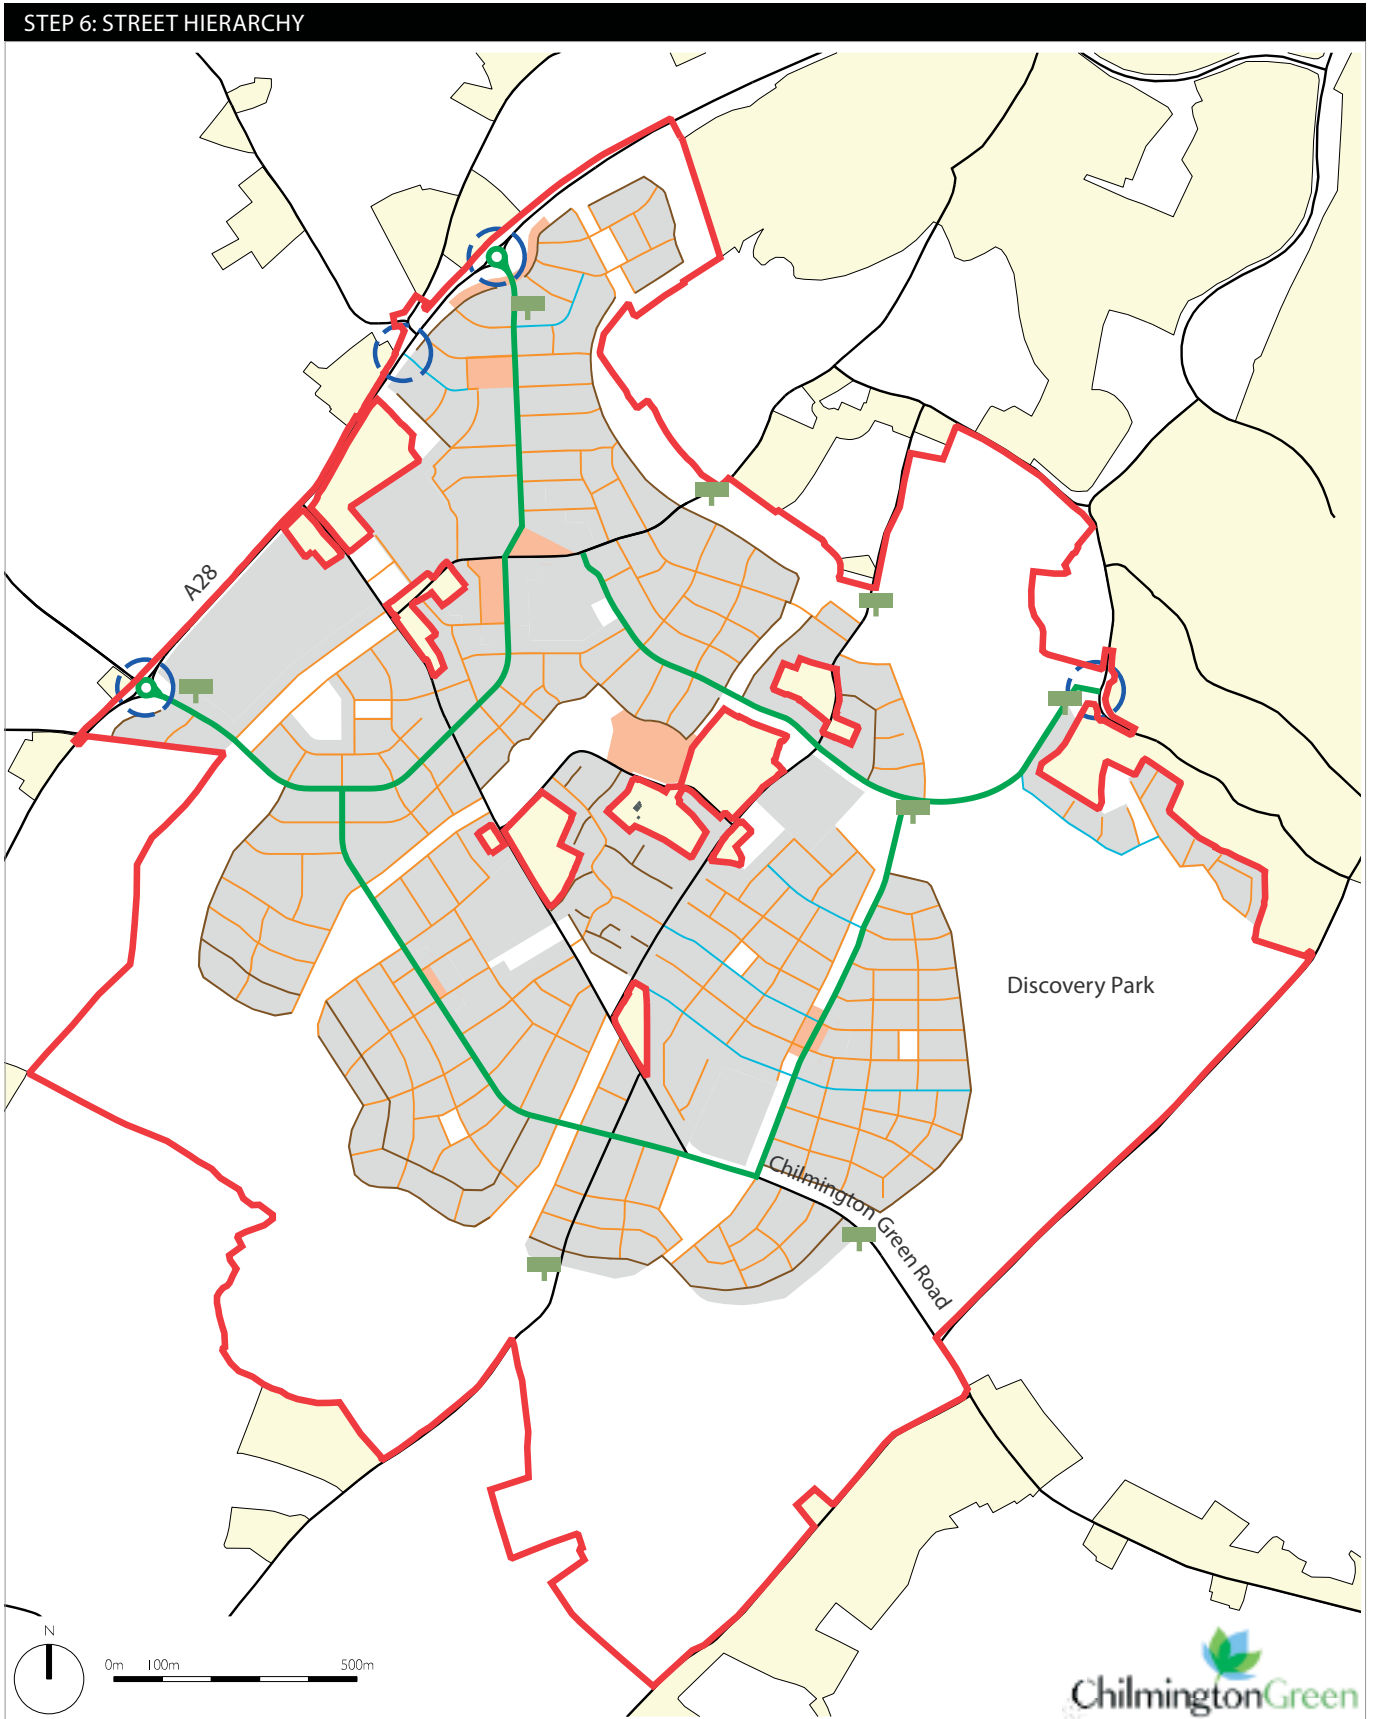 STEP 6: STREET HIERARCHY
A28
Discovery Park
Chilmington Green Road
N
0m 100m 500m
ChilmingtonGreen